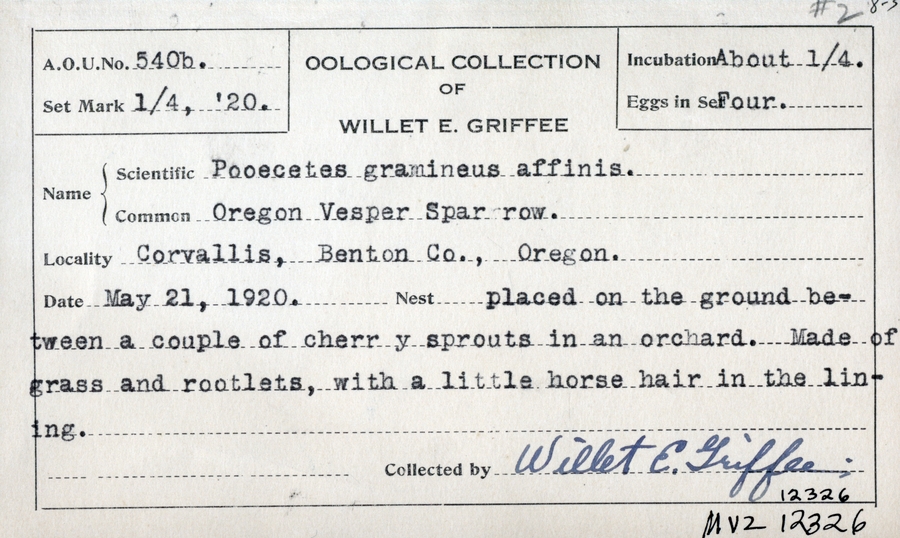 #2 8-3
A.O.U.No. 540b.
Set Mark 1/4, '20.
OOLOGICAL COLLECTION
OF
WILLET E. GRIFFEE
Incubation About 1/4.
Eggs in Set Four.
Name
Scientific Pooecetes gramineus affinis.
Common Oregon Vesper Spar row.
Locality Corvallis, Benton Co., Oregon.
Date May 21, 1920. Nest placed on the ground be-
tween a couple of cherr y sprouts in an orchard. Made of
grass and rootlets, with a little horse hair in the lin-
ing.
Collected by Willet E. Griffee
12326
MVZ 12326